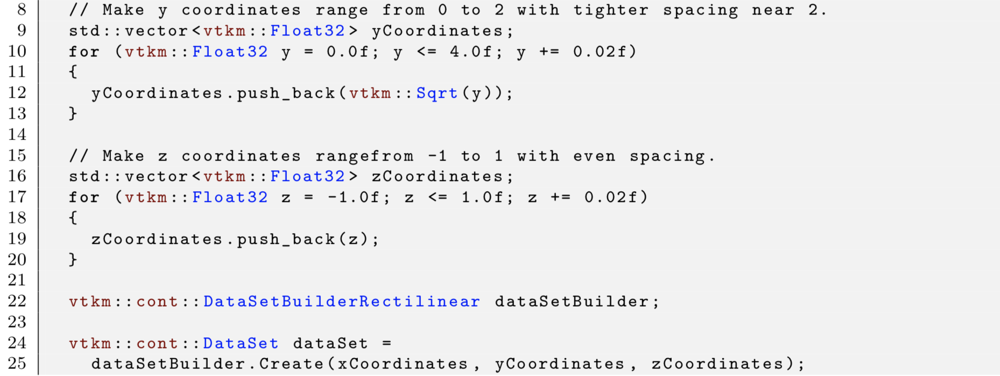 8 // Make y coordinates range from 0 to 2 with tighter spacing near 2.
9 std::vector<vtkm::Float32> yCoordinates;
10 for (vtkm::Float32 y = 0.0f; y <= 4.0f; y += 0.02f)
11 {
12 yCoordinates.push_back(vtkm::Sqrt(y));
13 }
14
15 // Make z coordinates rangefrom -1 to 1 with even spacing.
16 std::vector<vtkm::Float32> zCoordinates;
17 for (vtkm::Float32 z = -1.0f; z <= 1.0f; z += 0.02f)
18 {
19 zCoordinates.push_back(z);
20 }
21
22 vtkm::cont::DataSetBuilderRectilinear dataSetBuilder;
23
24 vtkm::cont::DataSet dataSet =
25 dataSetBuilder.Create(xCoordinates, yCoordinates, zCoordinates);